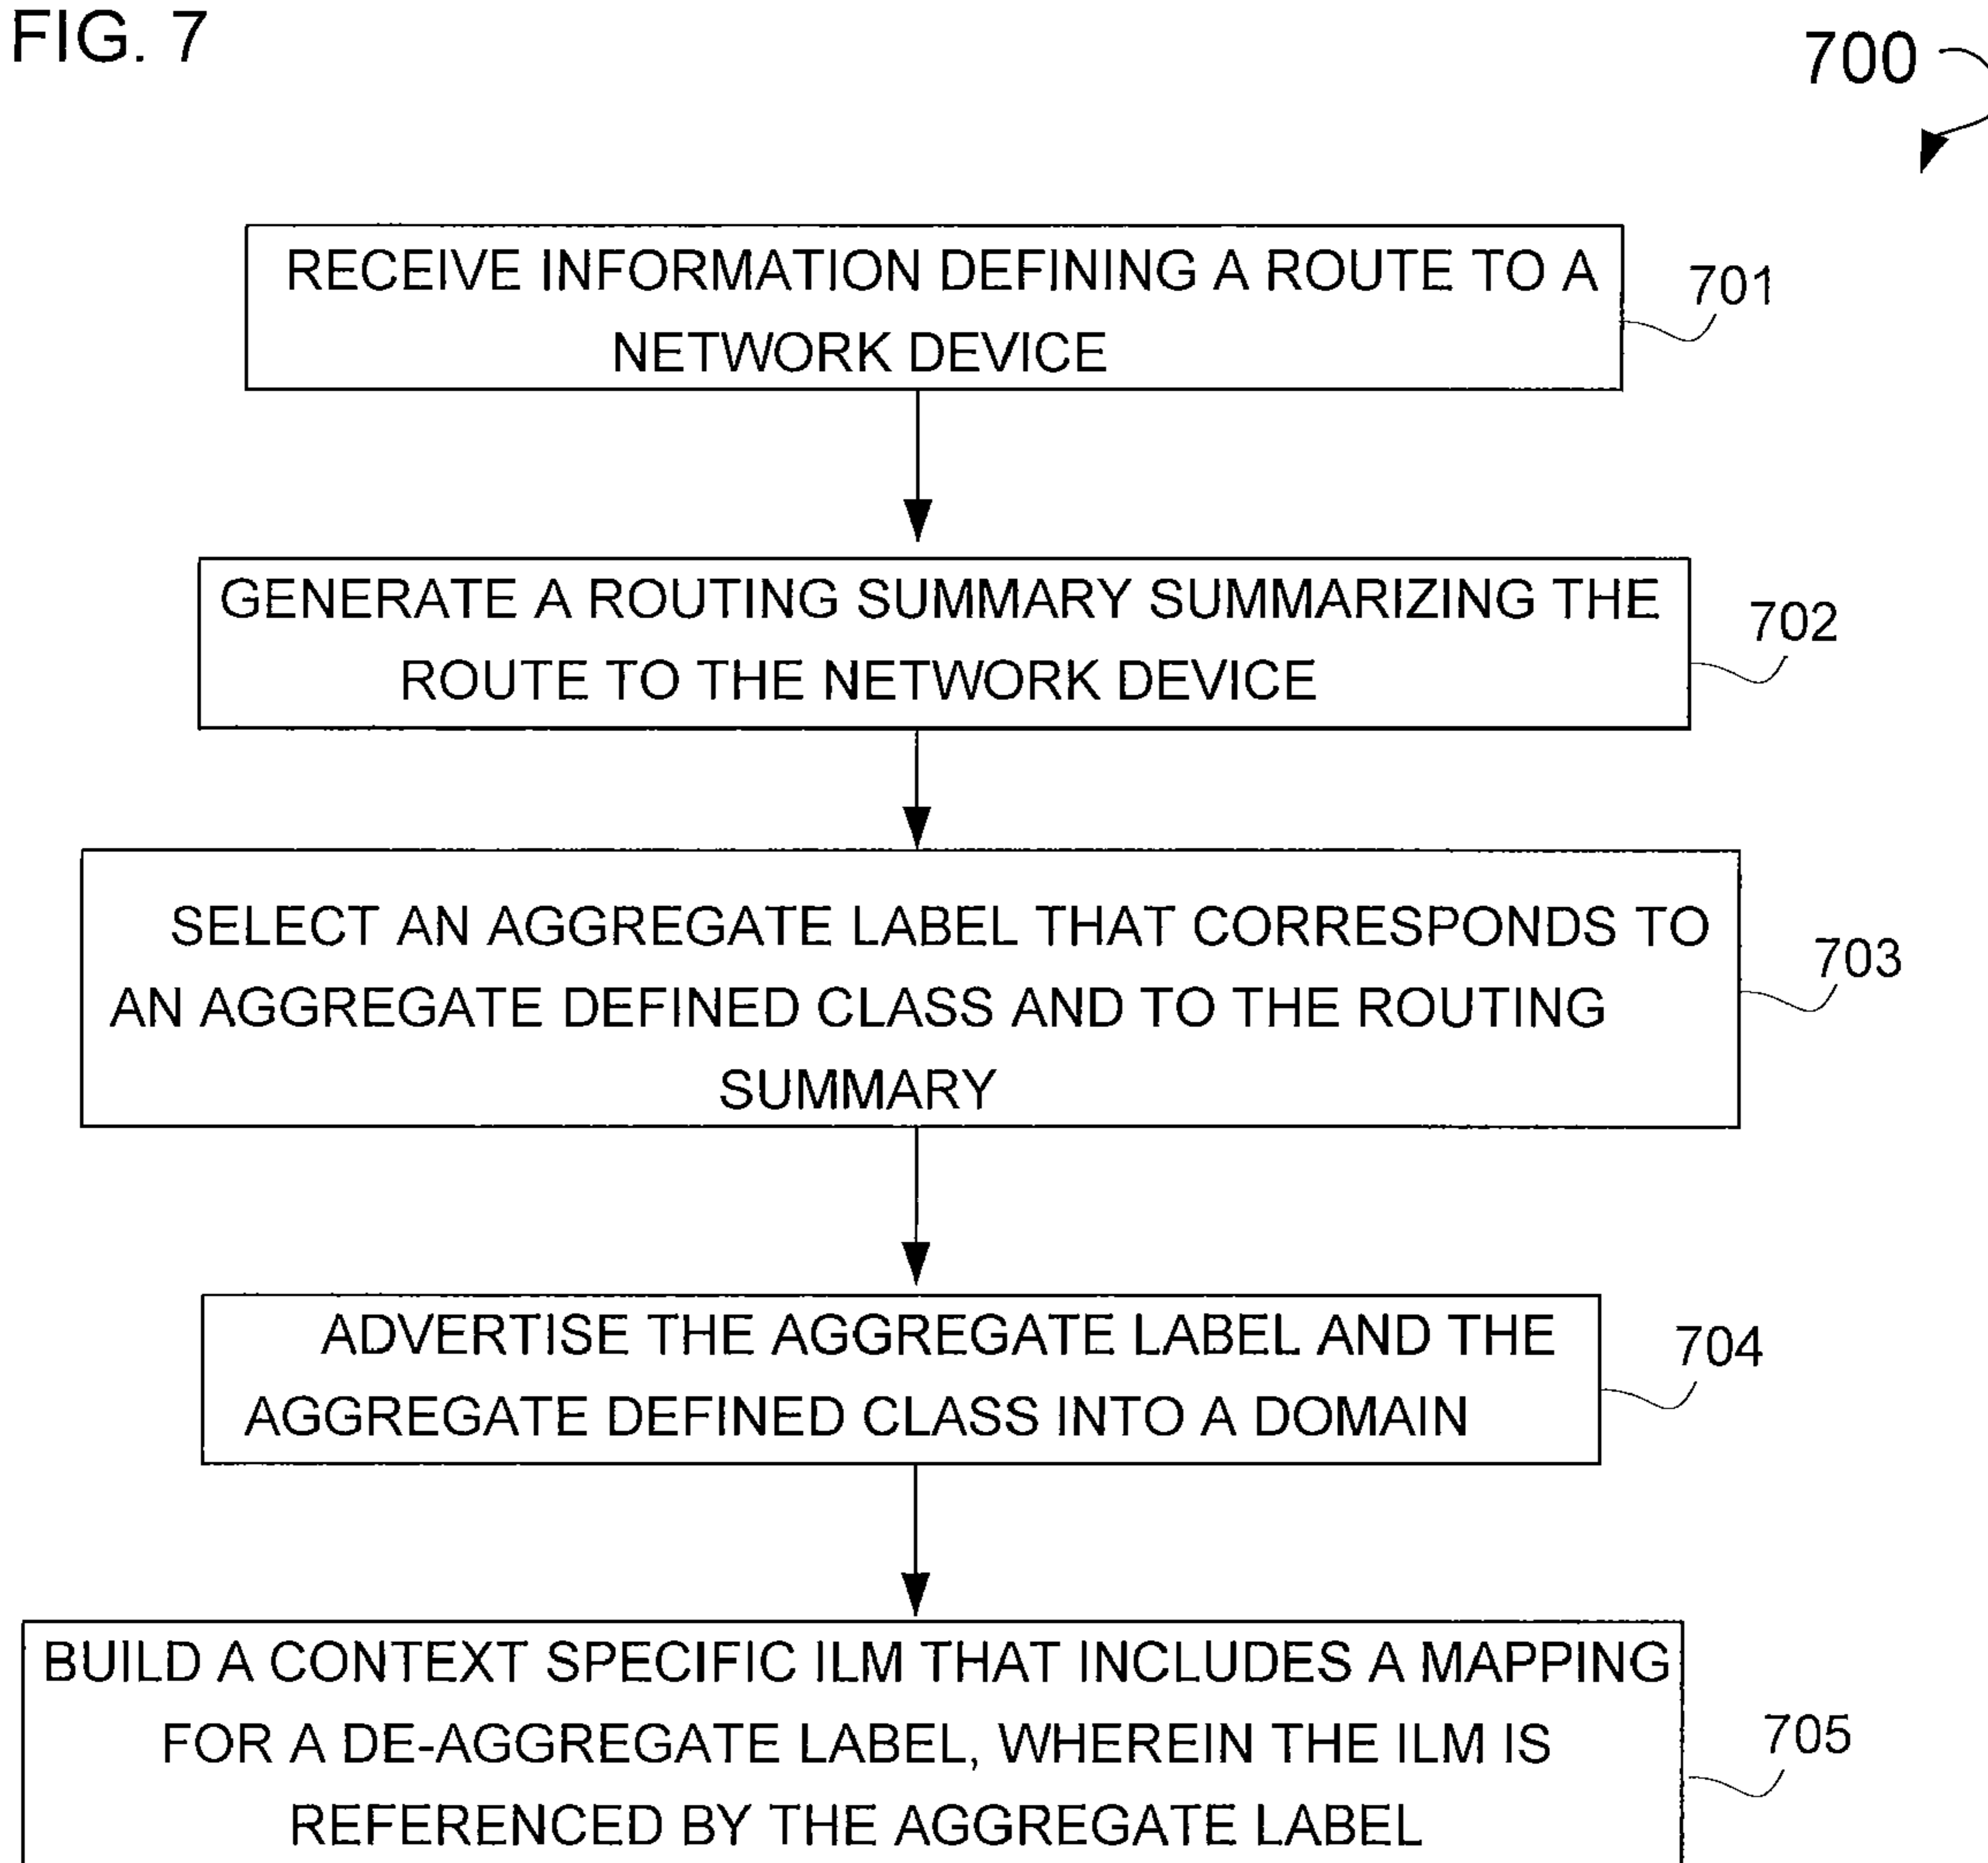 FIG. 7
700
RECEIVE INFORMATION DEFINING A ROUTE TO A
NETWORK DEVICE
701
GENERATE A ROUTING SUMMARY SUMMARIZING THE
ROUTE TO THE NETWORK DEVICE
702
SELECT AN AGGREGATE LABEL THAT CORRESPONDS TO
AN AGGREGATE DEFINED CLASS AND TO THE ROUTING
SUMMARY
703
ADVERTISE THE AGGREGATE LABEL AND THE
AGGREGATE DEFINED CLASS INTO A DOMAIN
704
BUILD A CONTEXT SPECIFIC ILM THAT INCLUDES A MAPPING
FOR A DE-AGGREGATE LABEL, WHEREIN THE ILM IS
REFERENCED BY THE AGGREGATE LABEL
705